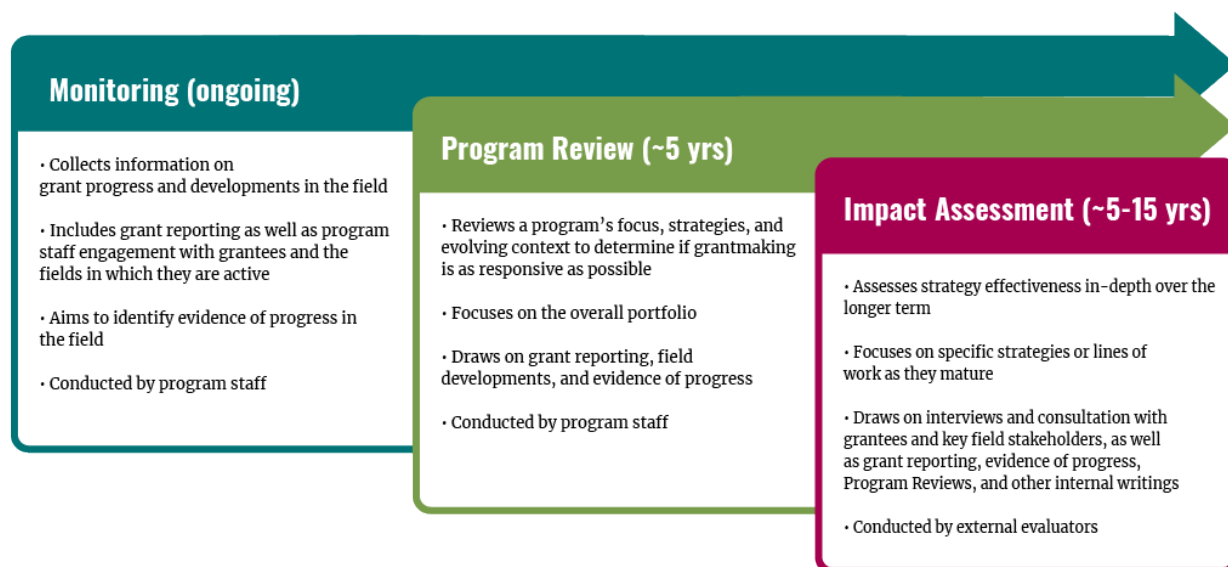 Monitoring (ongoing)
· Collects information on
grant progress and developments in the field
· Includes grant reporting as well as program
staff engagement with grantees and the
fields in which they are active
· Aims to identify evidence of progress in
the field
· Conducted by program staff
Program Review (~5 yrs)
· Reviews a program’s focus, strategies, and
evolving context to determine if grantmaking
is as responsive as possible
· Focuses on the overall portfolio
· Draws on grant reporting, field
developments, and evidence of progress
· Conducted by program staff
Impact Assessment (~5-15 yrs)
· Assesses strategy effectiveness in-depth over the
longer term
· Focuses on specific strategies or lines of
work as they mature
· Draws on interviews and consultation with
grantees and key field stakeholders, as well
as grant reporting, evidence of progress,
Program Reviews, and other internal writings
· Conducted by external evaluators